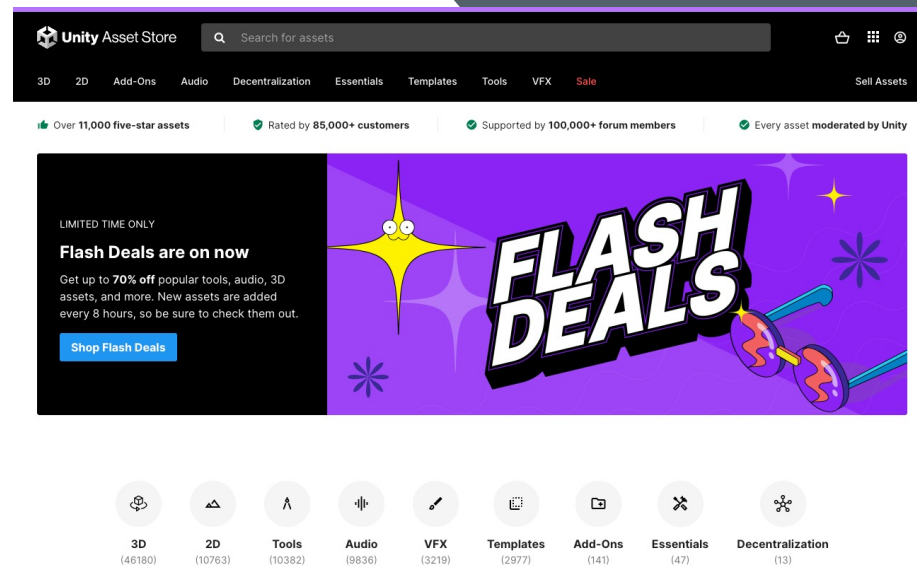 Unity Asset Store
Search for assets
3D 2D Add-Ons Audio Decentralization Essentials Templates Tools VFX Sale Sell Assets
Over 11,000 five-star assets Rated by 85,000+ customers Supported by 100,000+ forum members Every asset moderated by Unity
LIMITED TIME ONLY
Flash Deals are on now
Get up to 70% off popular tools, audio, 3D
assets, and more. New assets are added
every 8 hours, so be sure to check them out.
Shop Flash Deals
FLASH
DEALS
3D 2D Tools Audio VFX Templates Add-Ons Essentials Decentralization
(46180) (10763) (10382) (9836) (3219) (2977) (141) (47) (13)